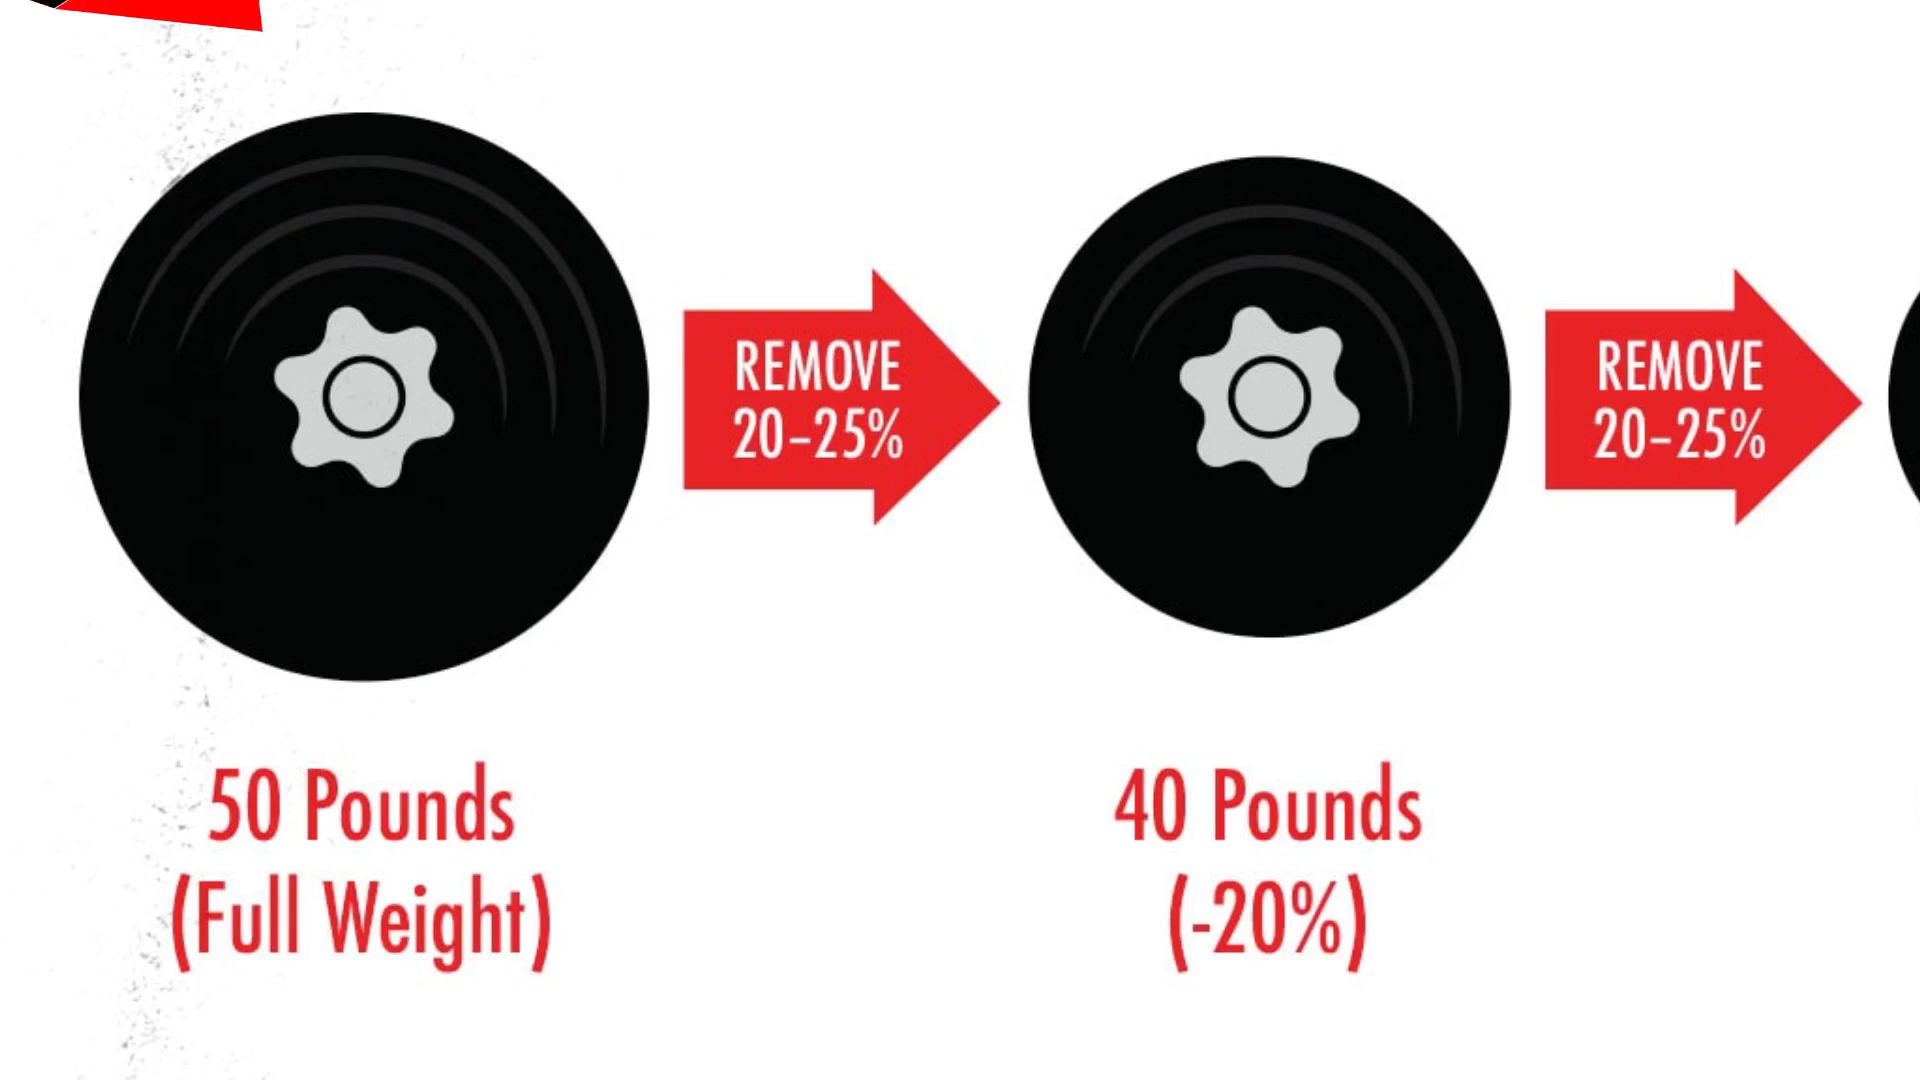 REMOVE
20–25%
REMOVE
20–25%
50 Pounds
(Full Weight)
40 Pounds
(-20%)